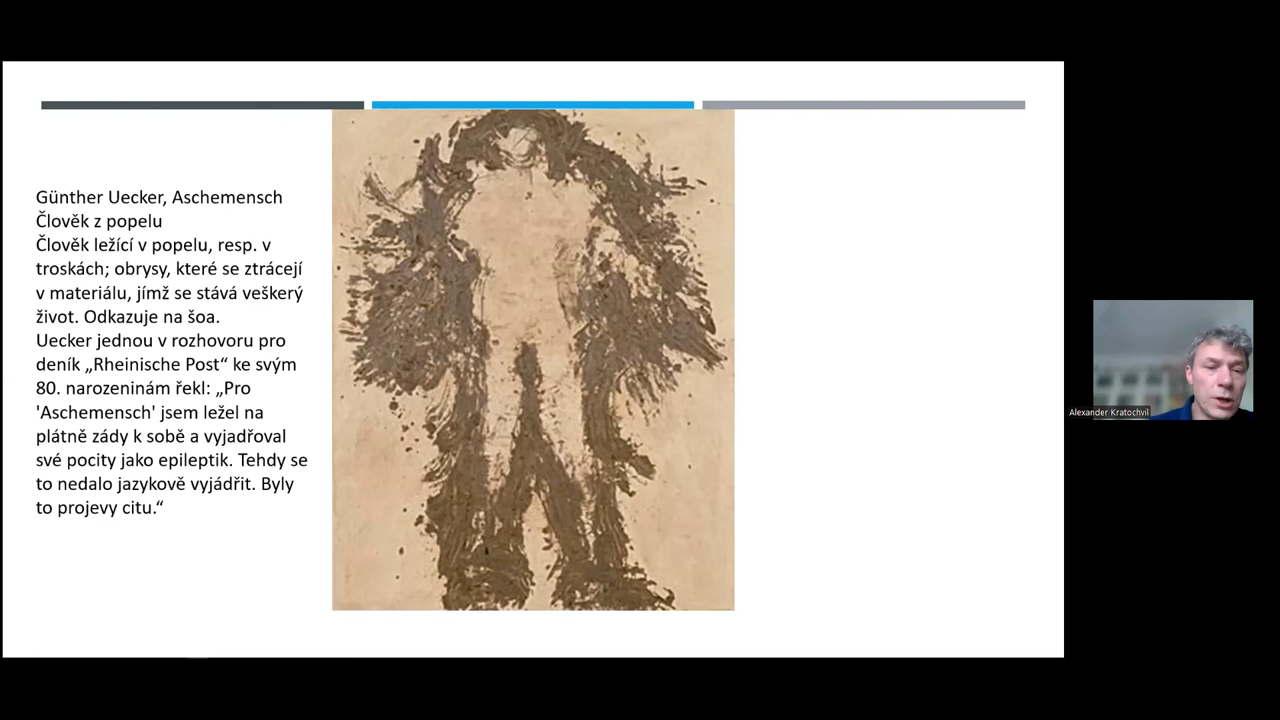 Günther Uecker, Aschemensch
Člověk z popelu
Člověk ležící v popelu, resp. v
troskách; obrysy, které se ztrácejí
v materiálu, jímž se stává veškerý
život. Odkazuje na šoa.
Uecker jednou v rozhovoru pro
deník „Rheinische Post“ ke svým
80. narozeninám řekl: „Pro
'Aschemensch' jsem ležel na
plátně zády k sobě a vyjadřoval
své pocity jako epileptik. Tehdy se
to nedalo jazykově vyjádřit. Byly
to projevy citu.“
Alexander Kratochvil